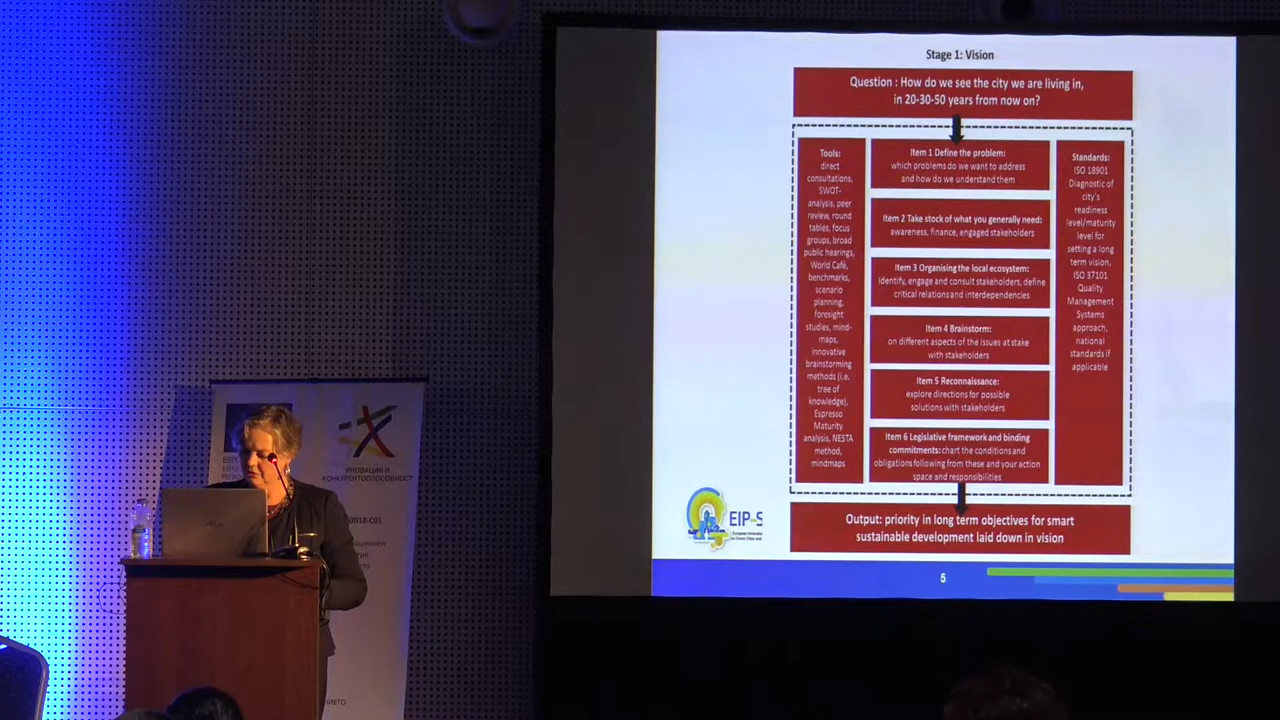 Stage 1: Vision
Question : How do we see the city we are living in,
in 20-30-50 years from now on?
Tools:
direct
consultations,
SWOT-
analysis, peer
review, round
tables, focus
groups, broad
public hearings,
World Café,
benchmarks,
scenario
planning,
foresight
studies, mind-
maps,
innovative
brainstorming
methods (i.e.
tree of
knowledge),
Espresso
Maturity
analysis, NESTA
method,
mindmaps
Item 1 Define the problem:
which problems do we want to address
and how do we understand them
Item 2 Take stock of what you generally need:
awareness, finance, engaged stakeholders
Item 3 Organising the local ecosystem:
Identify, engage and consult stakeholders, define
critical relations and interdependencies
Item 4 Brainstorm:
on different aspects of the issues at stake
with stakeholders
Item 5 Reconnaissance:
explore directions for possible
solutions with stakeholders
Item 6 Legislative framework and binding
commitments: chart the conditions and
obligations following from these and your action
space and responsibilities
Standards:
ISO 18901
Diagnostic of
city's
readiness
level/maturity
level for
setting a long
term vision,
ISO 37101
Quality
Management
Systems
approach,
national
standards if
applicable
Output: priority in long term objectives for smart
sustainable development laid down in vision
EIP-S
5
ИНОВАЦИИ И
КОНКУРЕНТОСПОСОБНОСТ